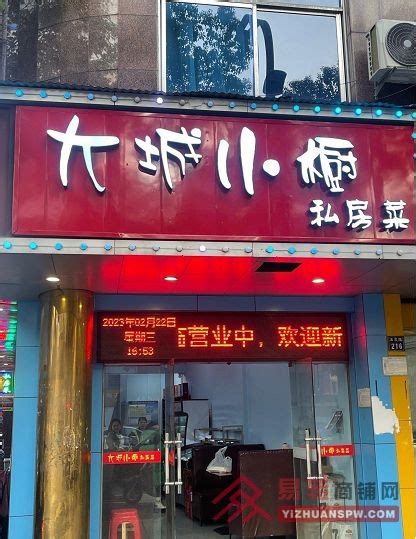 大城小橱
私房菜
2023年02月22日
星期三
16:53
营业中，欢迎新
216
大城小橱
私房菜
易转商铺网
YIZHUANSPW.COM